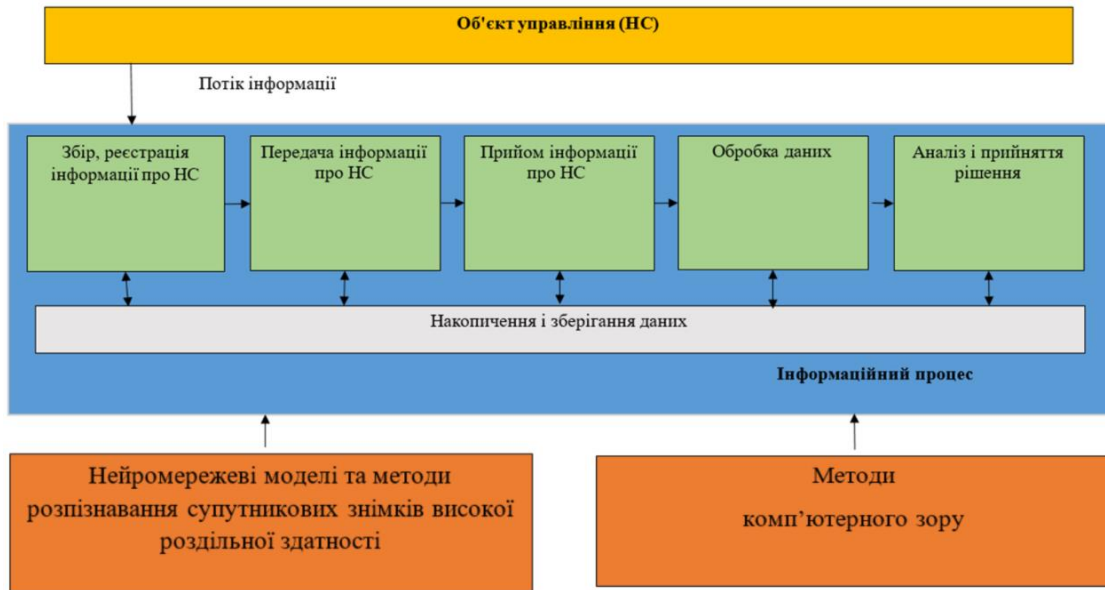 Об'єкт управління (НС)
Потік інформації
Збір, реєстрація
інформації про НС
Передача інформації
про НС
Прийом інформації
про НС
Обробка даних
Аналіз і прийняття
рішення
Накопичення і зберігання даних
Інформаційний процес
Нейромережеві моделі та методи
розпізнавання супутникових знімків високої
роздільної здатності
Методи
комп’ютерного зору